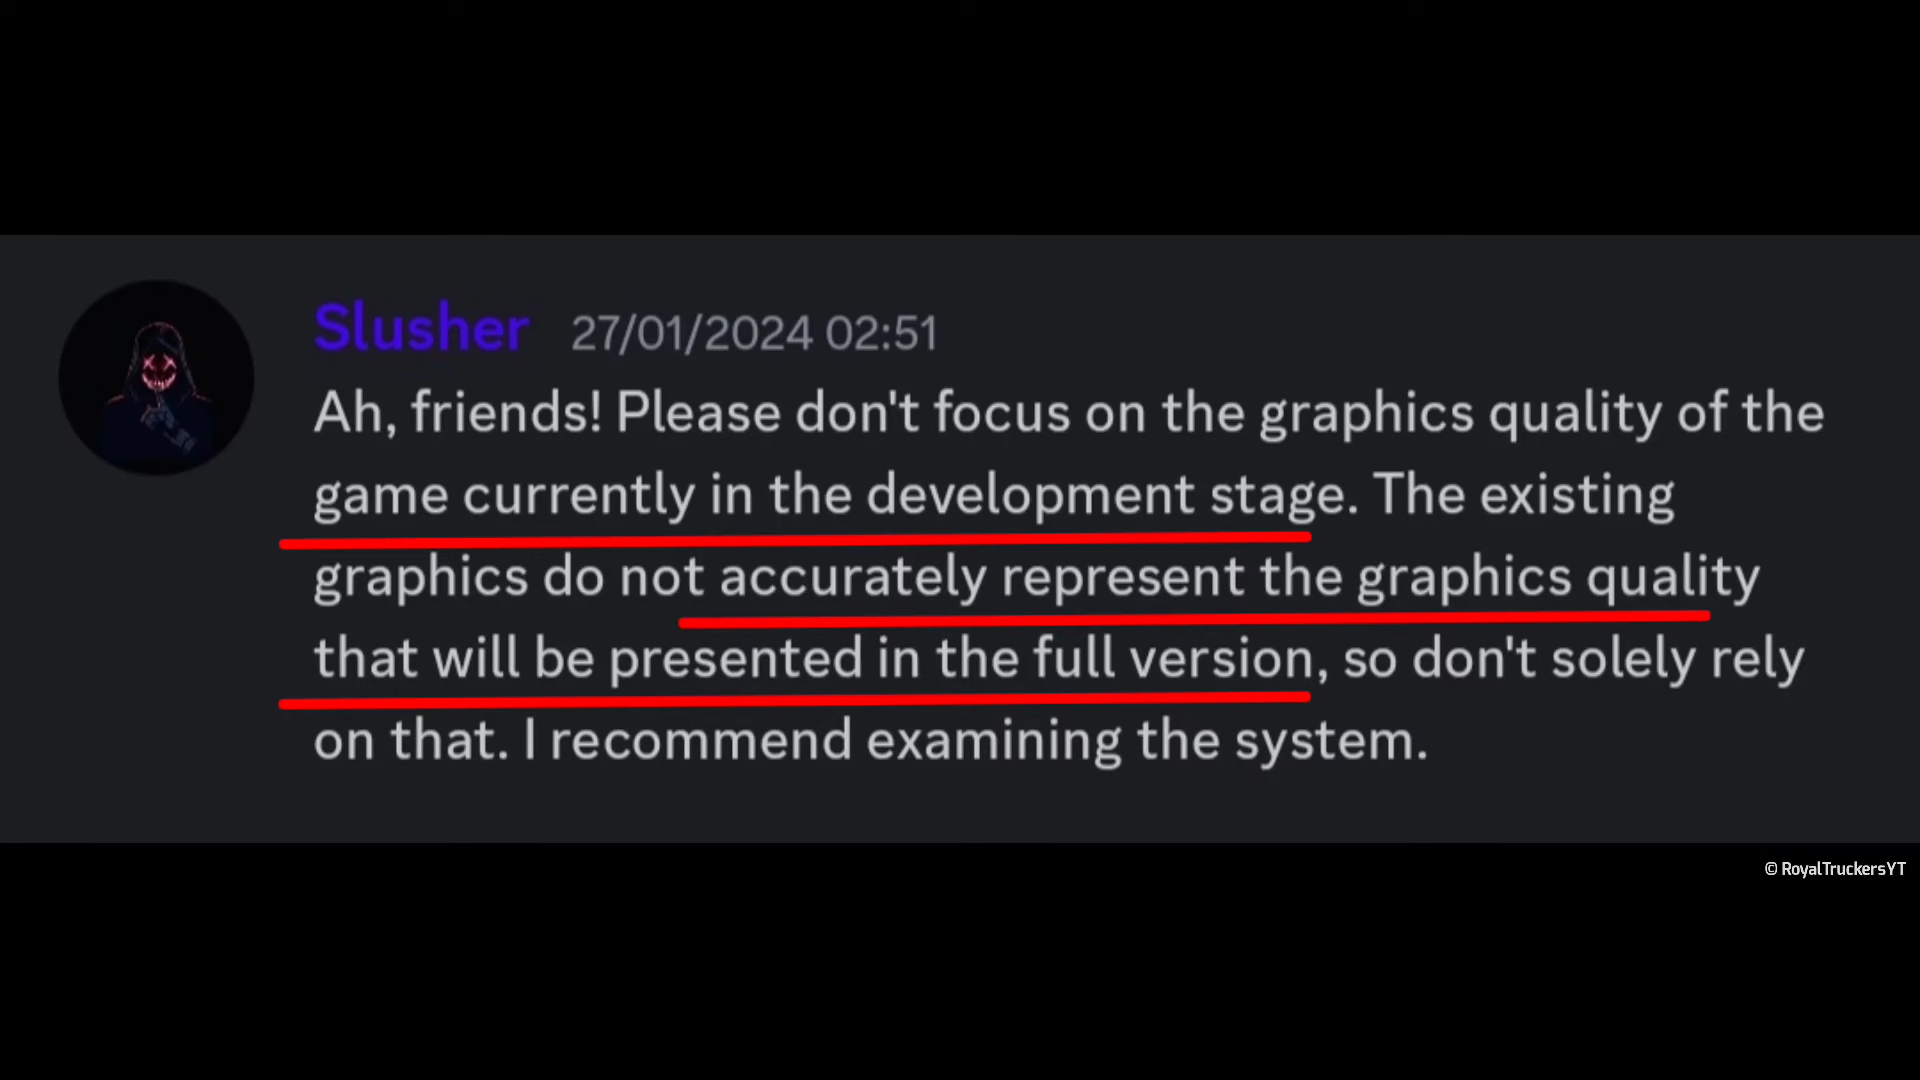 Slusher 27/01/2024 02:51
Ah, friends! Please don't focus on the graphics quality of the
game currently in the development stage. The existing
graphics do not accurately represent the graphics quality
that will be presented in the full version, so don't solely rely
on that. I recommend examining the system.
© RoyalTruckersYT